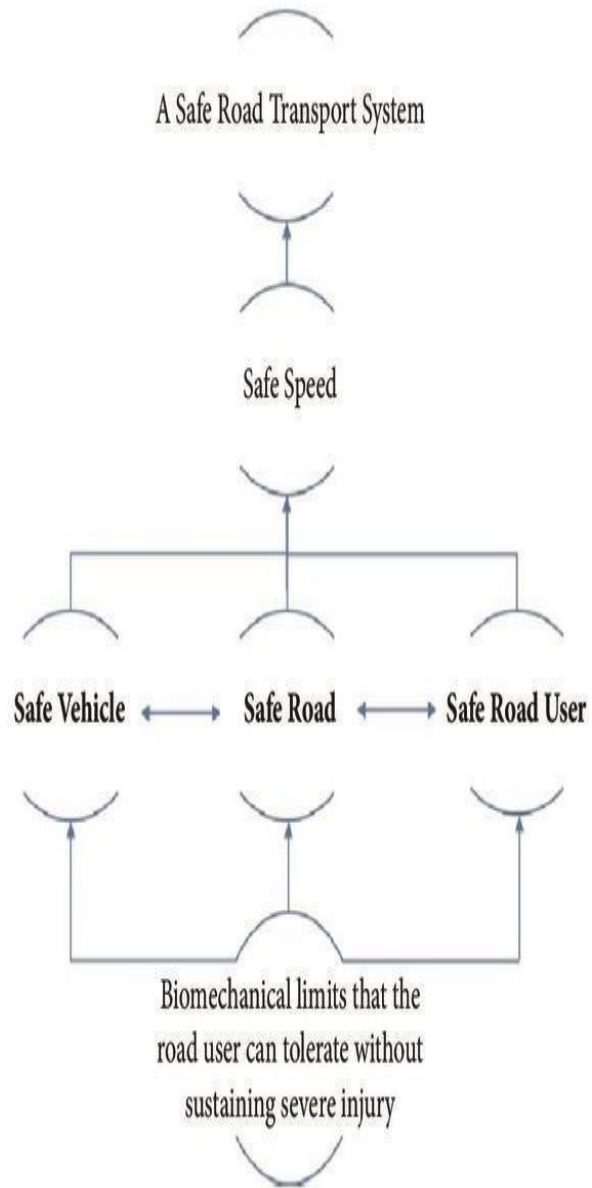 A Safe Road Transport System
Safe Speed
Safe Vehicle
Safe Road
Safe Road User
Biomechanical limits that the
road user can tolerate without
sustaining severe injury